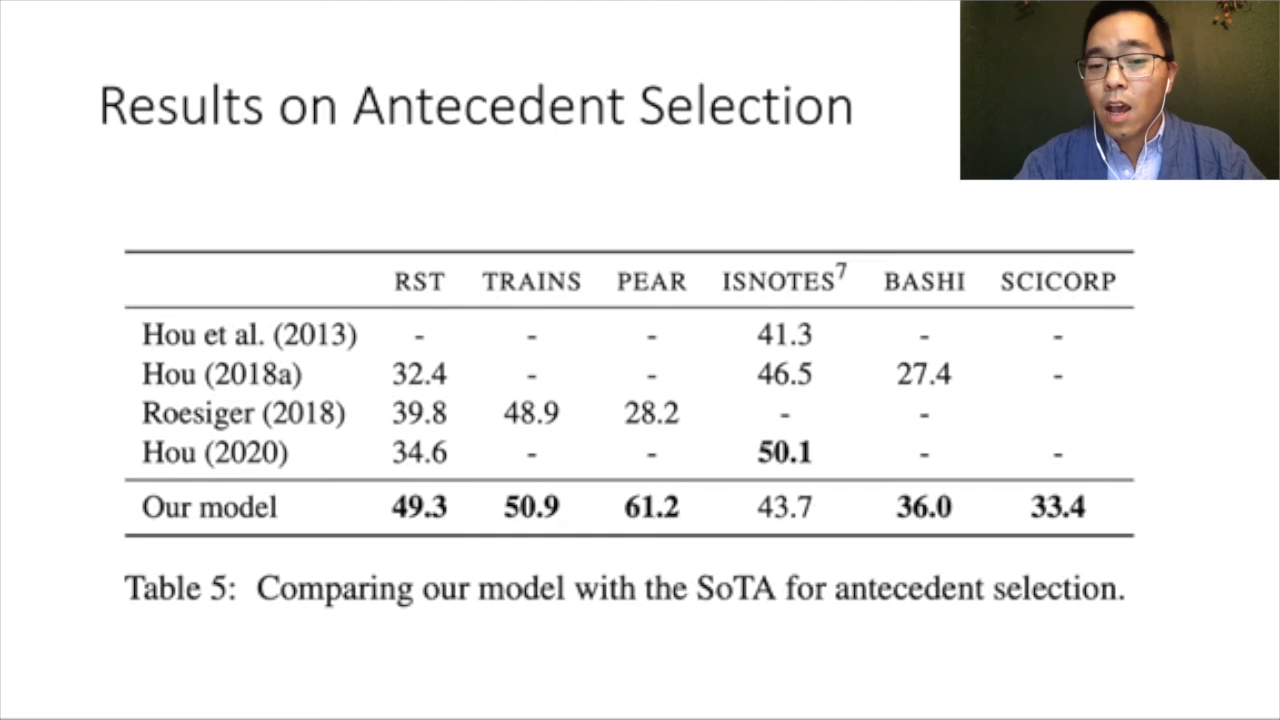 Results on Antecedent Selection
RST TRAINS PEAR ISNOTES7 BASHI SCICORP
Hou et al. (2013) - - - 41.3 - -
Hou (2018a) 32.4 - - 46.5 27.4 -
Roesiger (2018) 39.8 48.9 28.2 - -
Hou (2020) 34.6 - - 50.1 - -
Our model 49.3 50.9 61.2 43.7 36.0 33.4
Table 5: Comparing our model with the SoTA for antecedent selection.